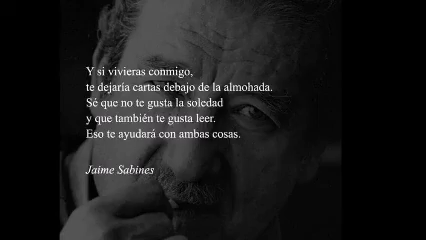 Y si vivieras conmigo,
te dejaría cartas debajo de la almohada.
Sé que no te gusta la soledad
y que también te gusta leer.
Eso te ayudará con ambas cosas.
Jaime Sabines